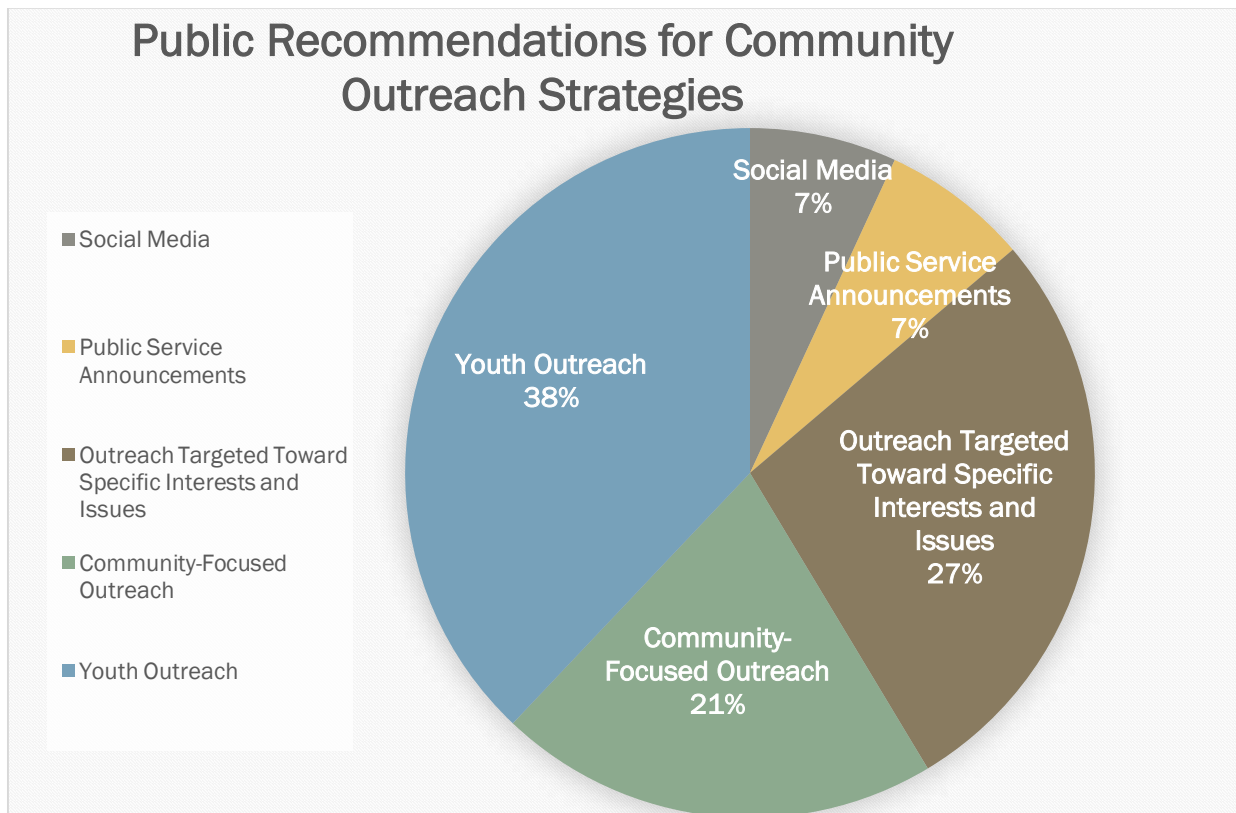 Public Recommendations for Community
Outreach Strategies
Social Media
Public Service
Announcements
Outreach Targeted Toward
Specific Interests and
Issues
Community-Focused
Outreach
Youth Outreach
Social Media
7%
Public Service
Announcements
7%
Outreach Targeted
Toward Specific
Interests and
Issues
27%
Community-
Focused Outreach
21%
Youth Outreach
38%